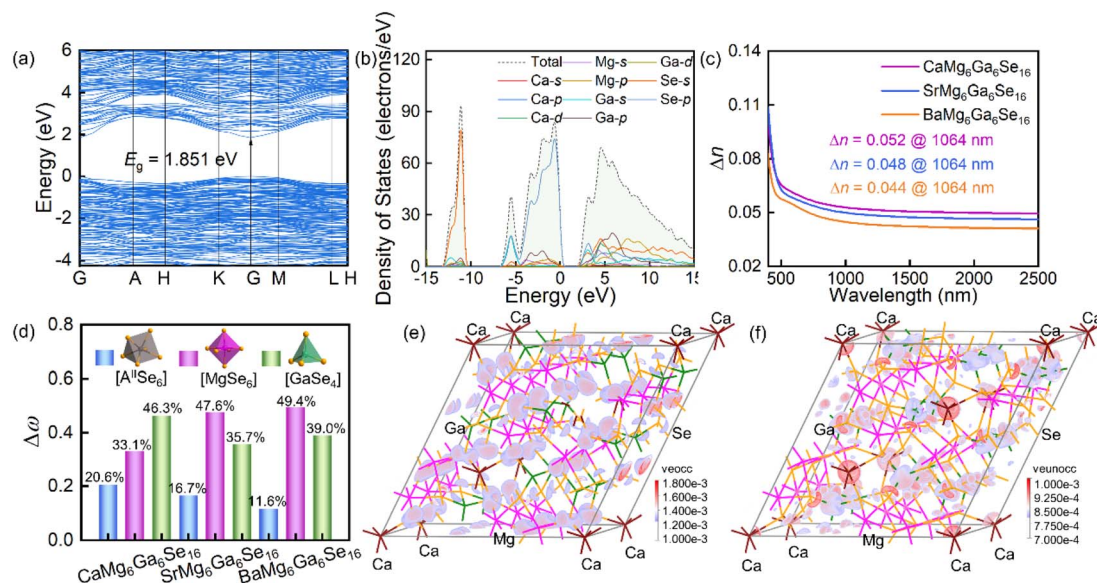 (a)
6
4
2
0
-2
-4
Energy (eV)
Eg = 1.851 eV
G A H K G M L H
(b)
Density of States (electrons/eV)
120
100
80
60
40
20
0
Total
Ca-s
Ca-p
Ca-d
Mg-s
Mg-p
Ga-s
Ga-p
Ga-d
Se-s
Se-p
-15 -10 -5 0 5 10 15
Energy (eV)
(c)
0.14
0.11
0.08
0.05
0.02
Δn
CaMg6Ga6Se16
SrMg6Ga6Se16
BaMg6Ga6Se16
Δn = 0.052 @ 1064 nm
Δn = 0.048 @ 1064 nm
Δn = 0.044 @ 1064 nm
500 1000 1500 2000 2500
Wavelength (nm)
(d)
0.8
0.6
0.4
0.2
0.0
Δω
[AIISe6] [MgSe6] [GaSe4]
20.6% 33.1% 46.3% 16.7% 47.6% 35.7% 11.6% 49.4% 39.0%
CaMg6Ga6Se16
SrMg6Ga6Se16
BaMg6Ga6Se16
(e)
Ca
Ca
Ca
Ca
Ga
Se
Mg
Ca
Ca
Ca
Ca
veocc
1.800e-3
1.600e-3
1.400e-3
1.200e-3
1.000e-3
(f)
Ca
Ca
Ca
Ca
Ga
Se
Mg
Ca
Ca
Ca
Ca
veunocc
1.000e-3
9.250e-4
8.500e-4
7.750e-4
7.000e-4